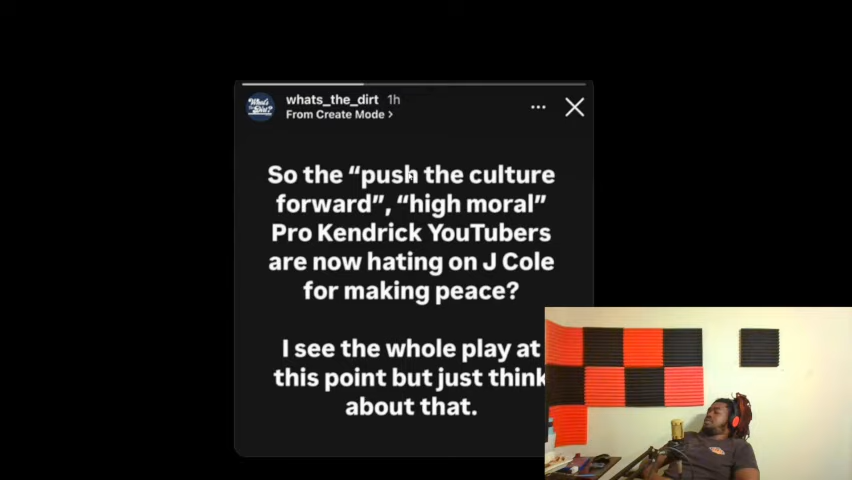 whats_the_dirt 1h
From Create Mode >
So the “push the culture
forward”, “high moral”
Pro Kendrick YouTubers
are now hating on J Cole
for making peace?
I see the whole play at
this point but just think
about that.